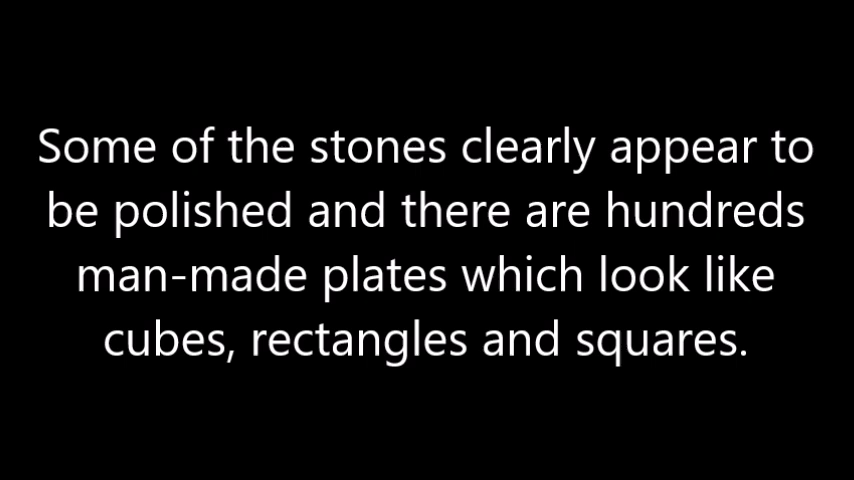 Some of the stones clearly appear to
be polished and there are hundreds
man-made plates which look like
cubes, rectangles and squares.